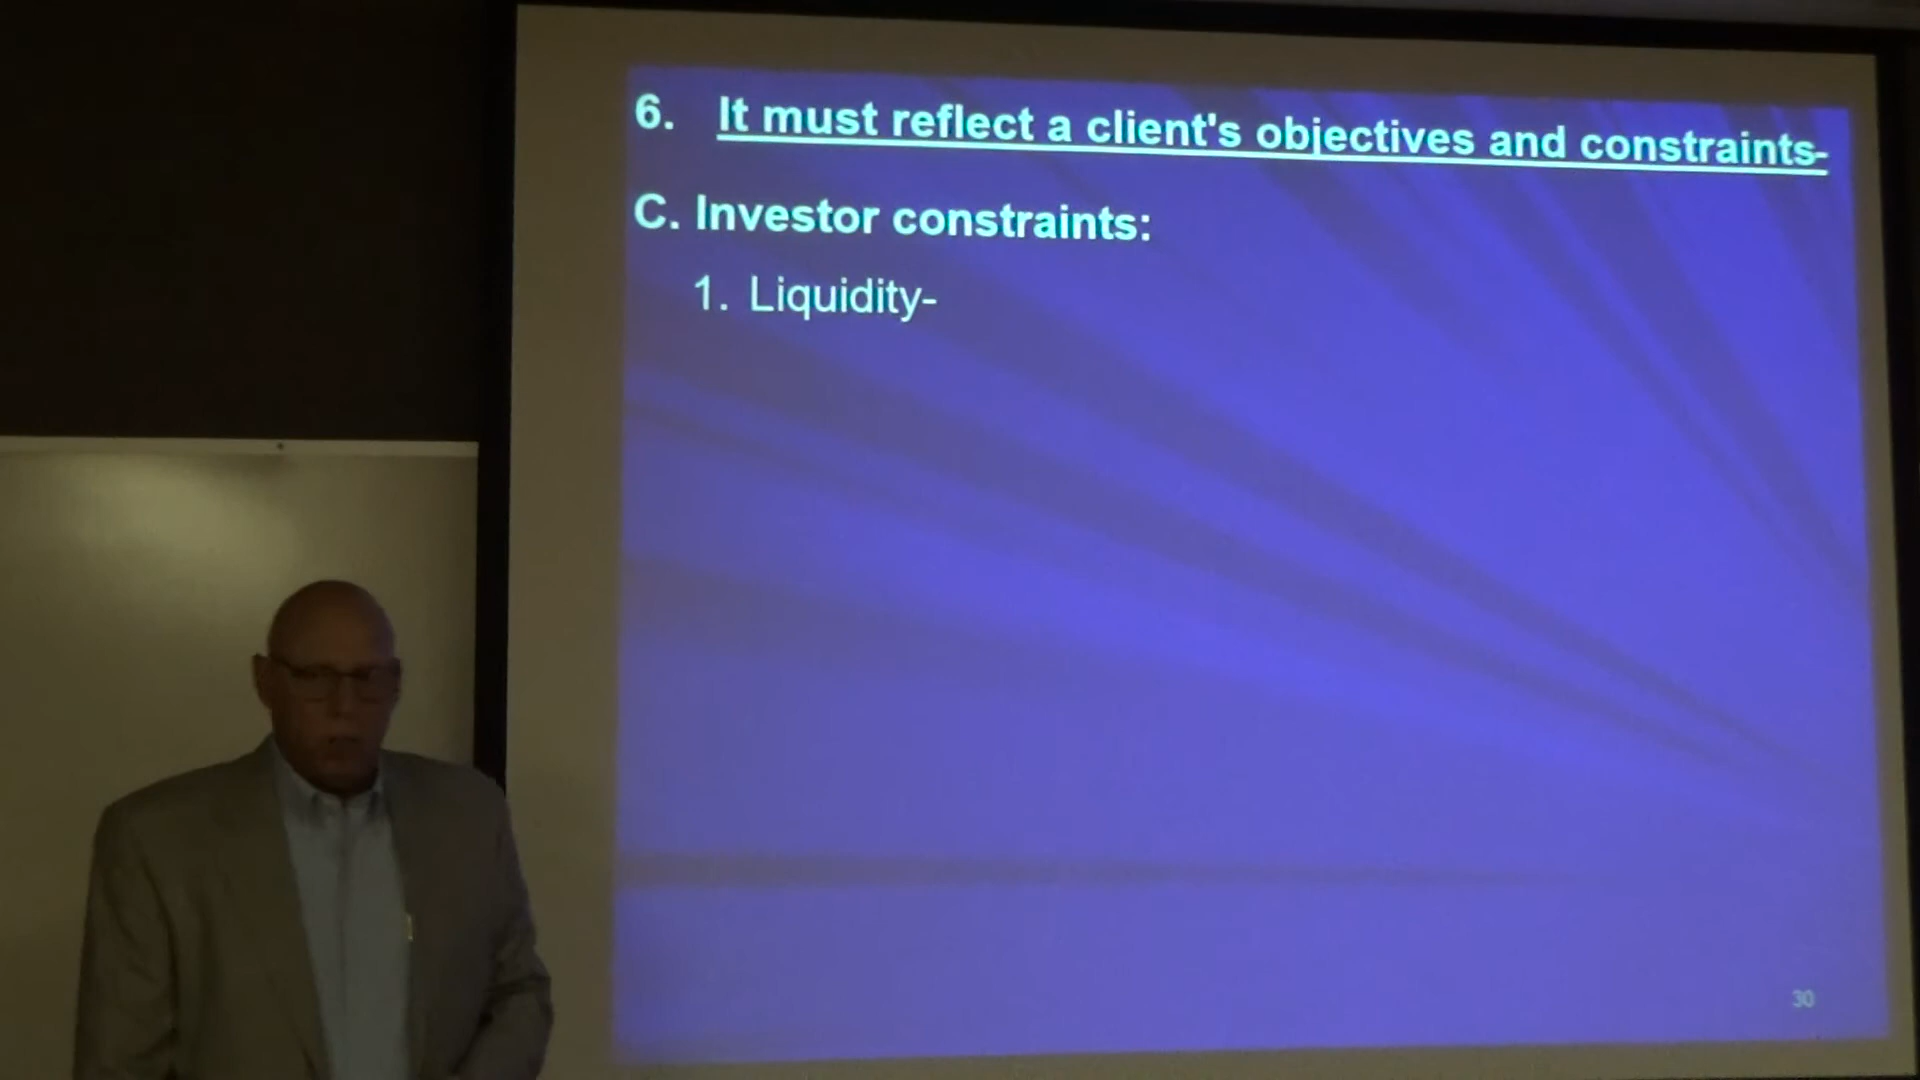 6. It must reflect a client's objectives and constraints-
C. Investor constraints:
1. Liquidity-
30